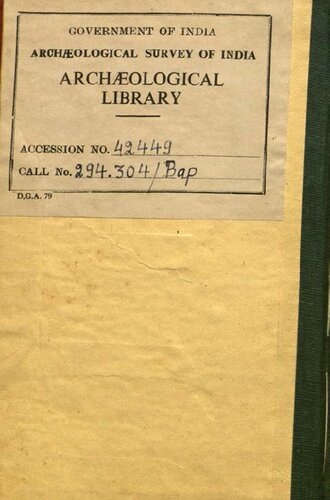 GOVERNMENT OF INDIA
ARCHÆOLOGICAL SURVEY OF INDIA
ARCHÆOLOGICAL
LIBRARY
ACCESSION NO. 42449
CALL No. 294.304/Bap
D.G.A. 79